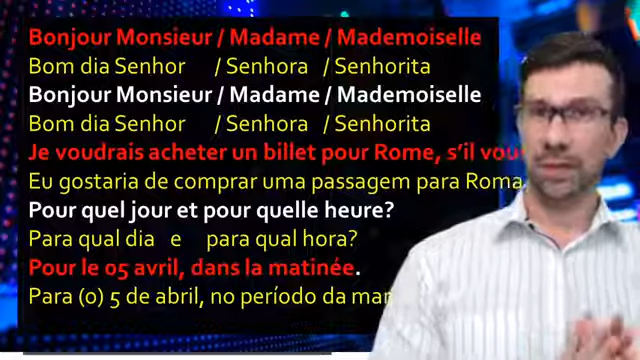 Bonjour Monsieur / Madame / Mademoiselle
Bom dia Senhor / Senhora / Senhorita
Bonjour Monsieur / Madame / Mademoiselle
Bom dia Senhor / Senhora / Senhorita
Je voudrais acheter un billet pour Rome, s'il
Eu gostaria de comprar uma passagem para Roma
Pour quel jour et pour quelle heure?
Para qual dia e para qual hora?
Pour le 05 avril, dans la matinée.
Para (o) 5 de abril, no período da